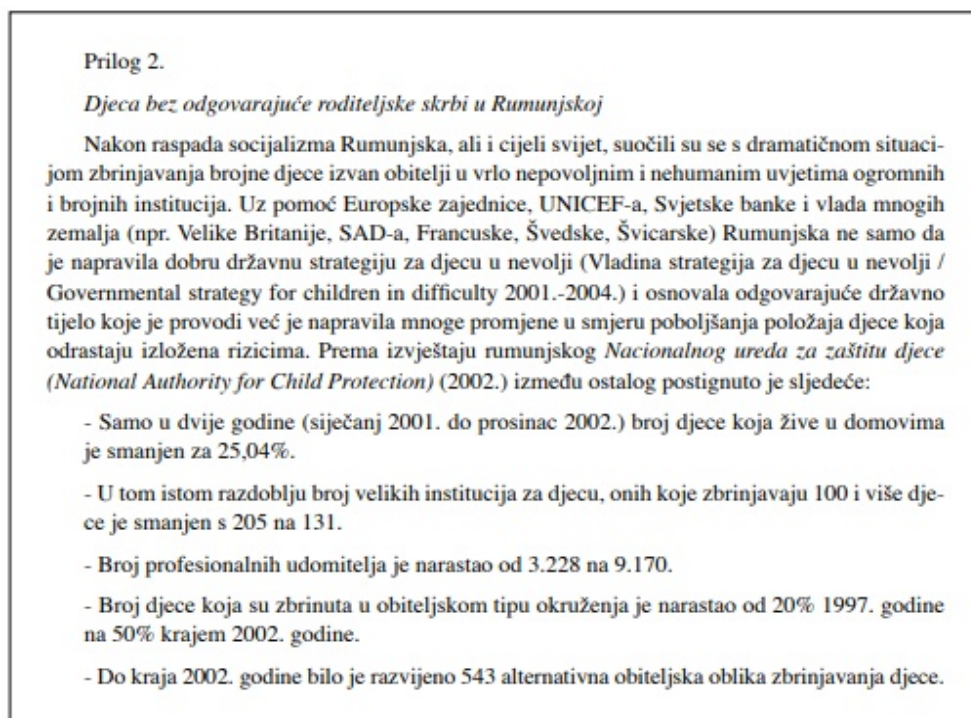 Prilog 2.
Djeca bez odgovarajuće roditeljske skrbi u Rumunjskoj
Nakon raspada socijalizma Rumunjska, ali i cijeli svijet, suočili su se s dramatičnom situaci-
jom zbrinjavanja brojne djece izvan obitelji u vrlo nepovoljnim i nehumanim uvjetima ogromnih
i brojnih institucija. Uz pomoć Europske zajednice, UNICEF-a, Svjetske banke i vlada mnogih
zemalja (npr. Velike Britanije, SAD-a, Francuske, Švedske, Švicarske) Rumunjska ne samo da
je napravila dobru državnu strategiju za djecu u nevolji (Vladina strategija za djecu u nevolji /
Governmental strategy for children in difficulty 2001.-2004.) i osnovala odgovarajuće državno
tijelo koje je provodi već je napravila mnoge promjene u smjeru poboljšanja položaja djece koja
odrastaju izložena rizicima. Prema izvještaju rumunjskog Nacionalnog ureda za zaštitu djece
(National Authority for Child Protection) (2002.) između ostalog postignuto je sljedeće:
- Samo u dvije godine (siječanj 2001. do prosinac 2002.) broj djece koja žive u domovima
je smanjen za 25,04%.
- U tom istom razdoblju broj velikih institucija za djecu, onih koje zbrinjavaju 100 i više dje-
ce je smanjen s 205 na 131.
- Broj profesionalnih udomitelja je narastao od 3.228 na 9.170.
- Broj djece koja su zbrinuta u obiteljskom tipu okruženja je narastao od 20% 1997. godine
na 50% krajem 2002. godine.
- Do kraja 2002. godine bilo je razvijeno 543 alternativna obiteljska oblika zbrinjavanja djece.